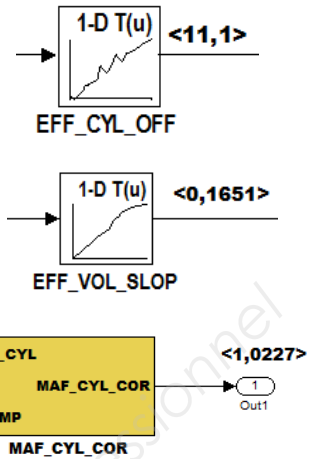 1-D T(u)
<11,1>
EFF_CYL_OFF
1-D T(u)
<0,1651>
EFF_VOL_SLOP
_CYL
<1,0227>
MAF_CYL_COR
1
Out1
MP
MAF_CYL_COR